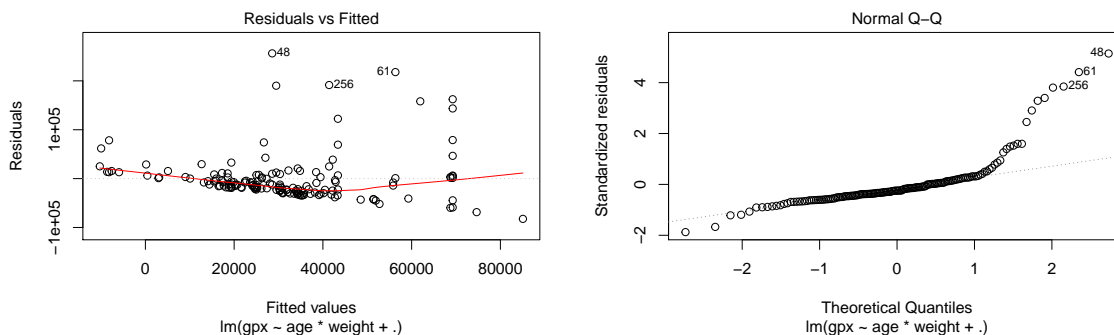 Residuals vs Fitted
Residuals
1e+05
-1e+05
48
61
256
0
20000
40000
60000
80000
Fitted values
lm(gpx ~ age * weight + .)
Normal Q−Q
Standardized residuals
4
2
0
−2
48
61
256
−2
−1
0
1
2
Theoretical Quantiles
lm(gpx ~ age * weight + .)